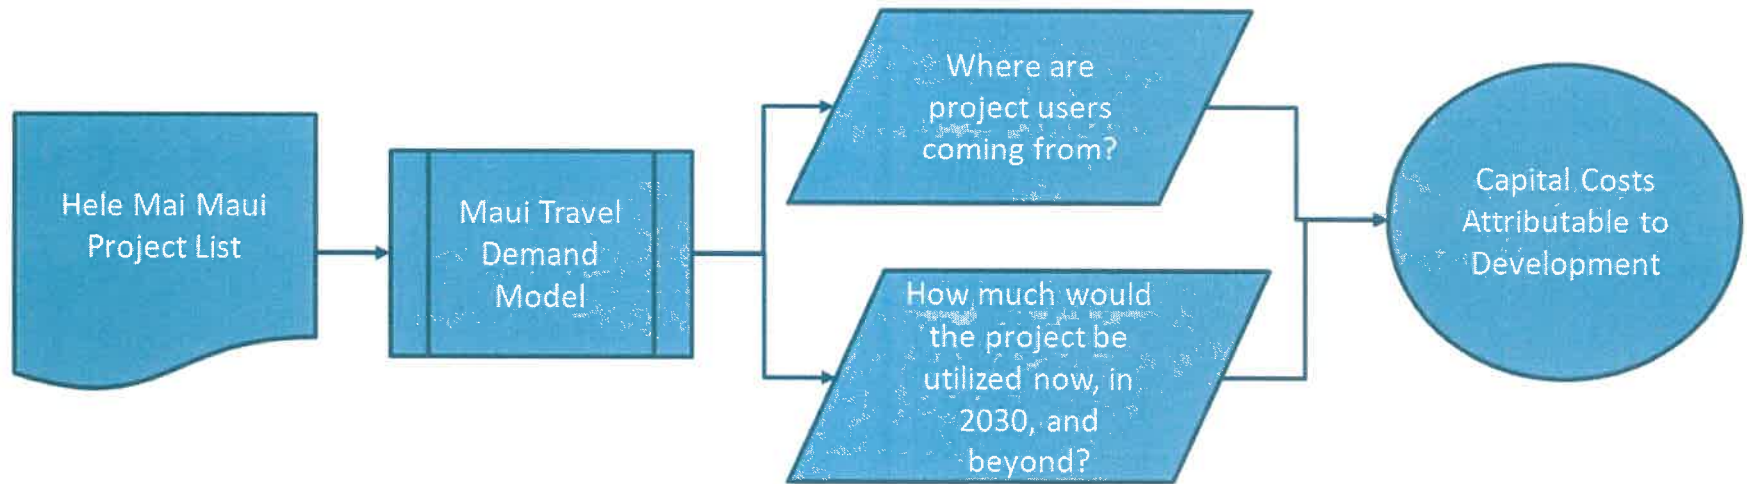 Hele Mai Maui
Project List
Maui Travel
Demand
Model
Where are
project users
coming from?
How much would
the project be
utilized now, in
2030, and
beyond?
Capital Costs
Attributable to
Development